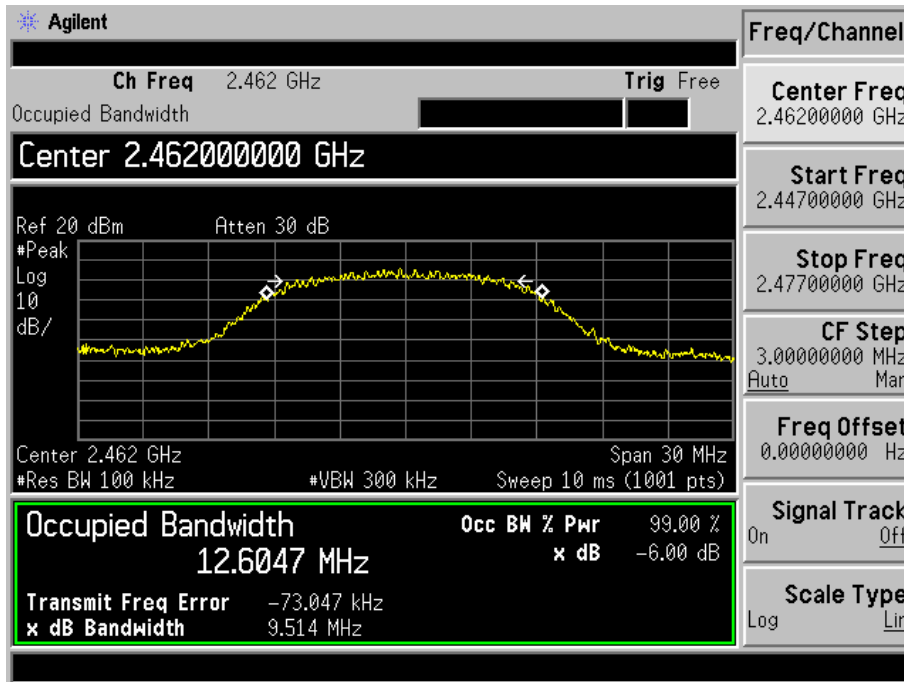 Agilent
Freq/Channel
Ch Freq 2.462 GHz Trig Free
Occupied Bandwidth
Center 2.462000000 GHz
Ref 20 dBm Atten 30 dB
#Peak
Log
10
dB/
Center 2.462 GHz Span 30 MHz
#Res BW 100 kHz #VBW 300 kHz Sweep 10 ms (1001 pts)
Occupied Bandwidth Occ BW % Pwr 99.00 %
12.6047 MHz x dB -6.00 dB
Transmit Freq Error -73.047 kHz
x dB Bandwidth 9.514 MHz
Center Freq
2.46200000 GHz
Start Freq
2.44700000 GHz
Stop Freq
2.47700000 GHz
CF Step
3.00000000 MHz
Auto Man
Freq Offset
0.00000000 Hz
Signal Track
On Off
Scale Type
Log Lin